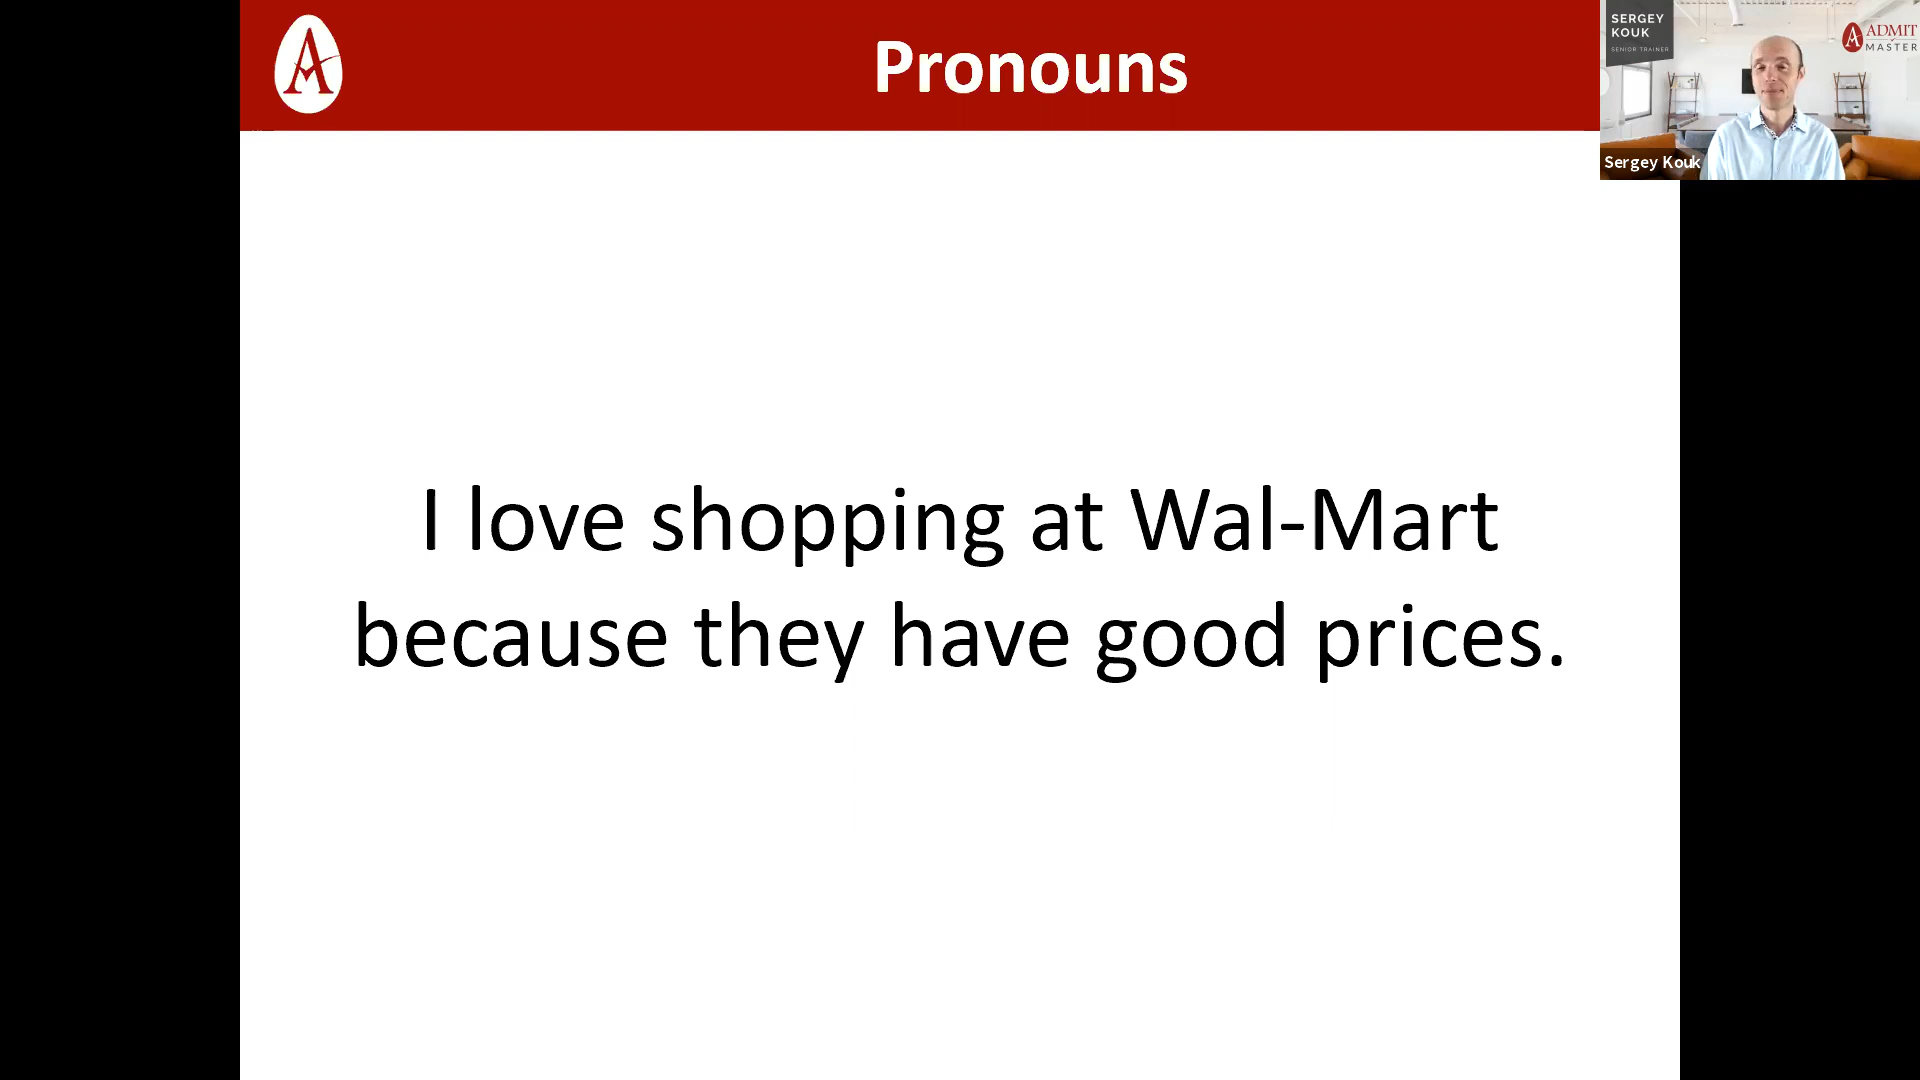 Pronouns
I love shopping at Wal-Mart
because they have good prices.
SERGEY
KOUK
SENIOR TRAINER
ADMIT
MASTER
Sergey Kouk